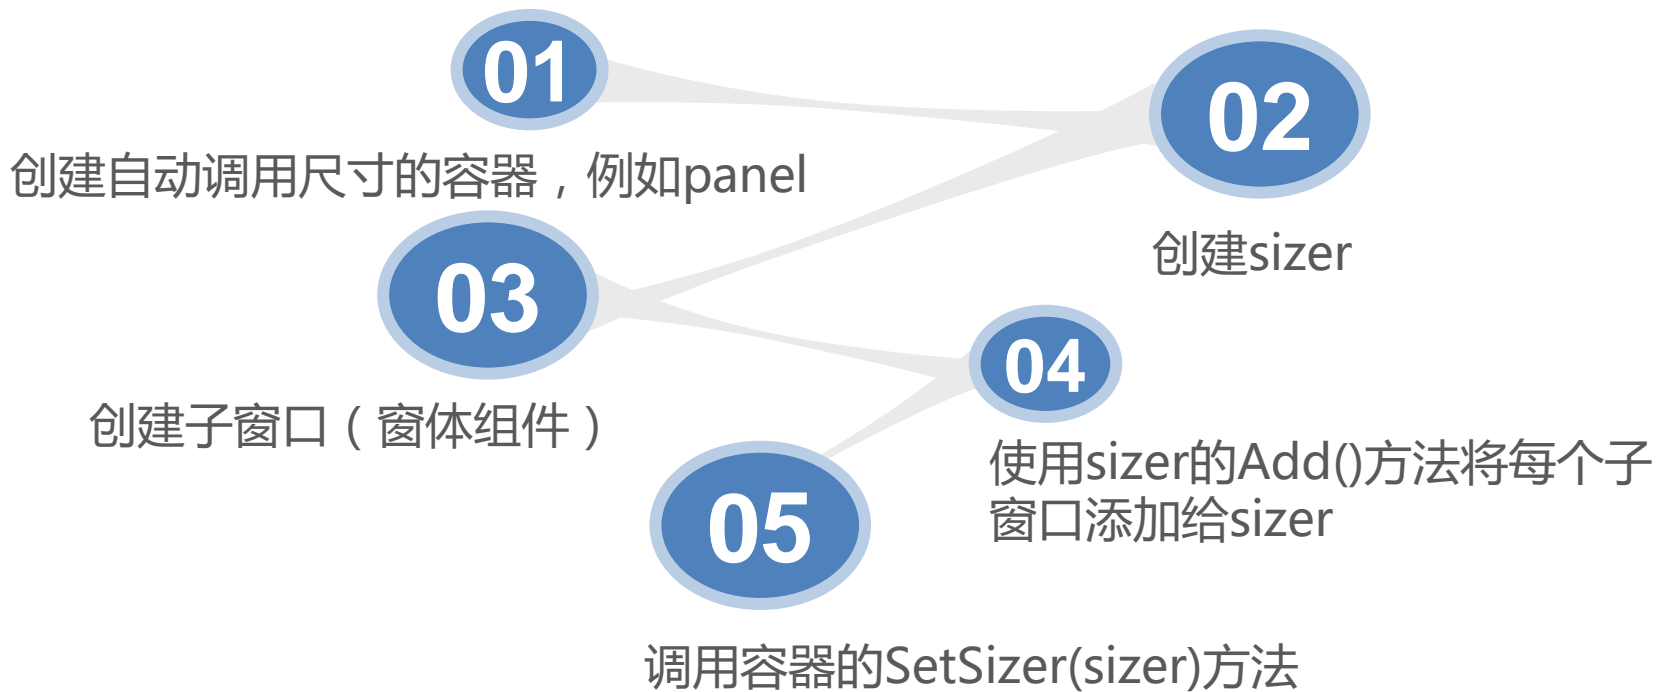 01
创建自动调用尺寸的容器，例如panel
02
创建sizer
03
创建子窗口（窗体组件）
04
使用sizer的Add()方法将每个子
窗口添加给sizer
05
调用容器的SetSizer(sizer)方法